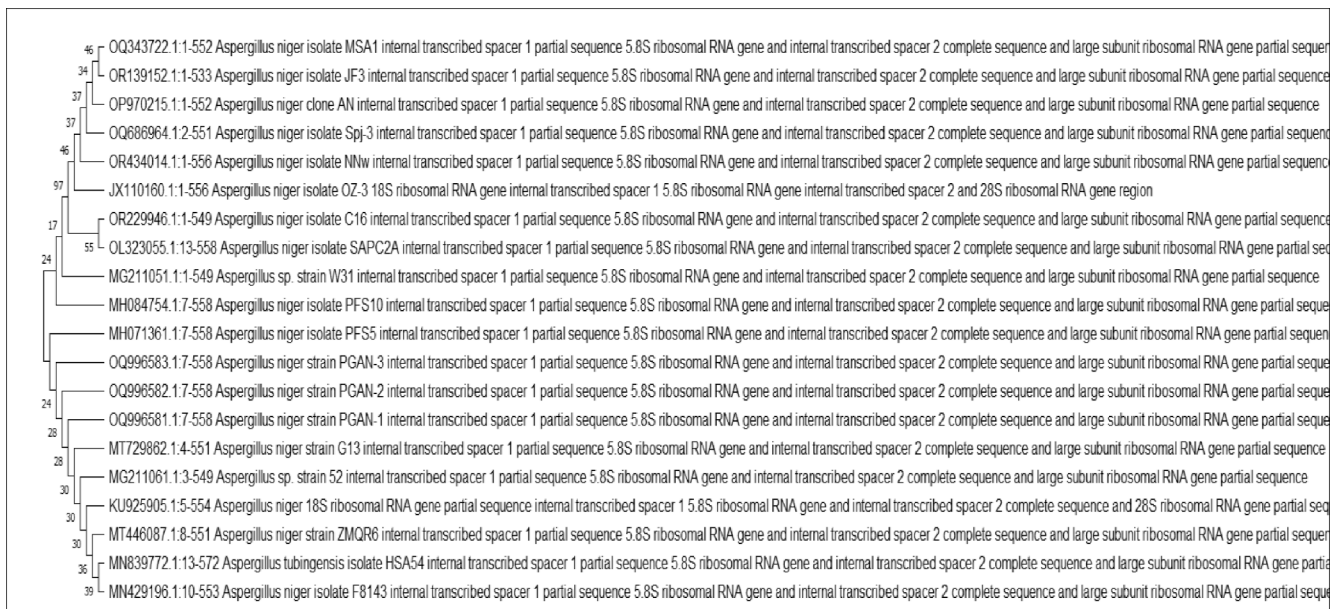 OQ343722.1:1-552 Aspergillus niger isolate MSA1 internal transcribed spacer 1 partial sequence 5.8S ribosomal RNA gene and internal transcribed spacer 2 complete sequence and large subunit ribosomal RNA gene partial sequen
OR139152.1:1-533 Aspergillus niger isolate JF3 internal transcribed spacer 1 partial sequence 5.8S ribosomal RNA gene and internal transcribed spacer 2 complete sequence and large subunit ribosomal RNA gene partial sequence
OP970215.1:1-552 Aspergillus niger clone AN internal transcribed spacer 1 partial sequence 5.8S ribosomal RNA gene and internal transcribed spacer 2 complete sequence and large subunit ribosomal RNA gene partial sequence
OQ686964.1:2-551 Aspergillus niger isolate Spj-3 internal transcribed spacer 1 partial sequence 5.8S ribosomal RNA gene and internal transcribed spacer 2 complete sequence and large subunit ribosomal RNA gene partial sequenc
OR434014.1:1-556 Aspergillus niger isolate NNw internal transcribed spacer 1 partial sequence 5.8S ribosomal RNA gene and internal transcribed spacer 2 complete sequence and large subunit ribosomal RNA gene partial sequence
JX110160.1:1-556 Aspergillus niger isolate OZ-3 18S ribosomal RNA gene internal transcribed spacer 1 5.8S ribosomal RNA gene internal transcribed spacer 2 and 28S ribosomal RNA gene region
OR229946.1:1-549 Aspergillus niger isolate C16 internal transcribed spacer 1 partial sequence 5.8S ribosomal RNA gene and internal transcribed spacer 2 complete sequence and large subunit ribosomal RNA gene partial sequence
OL323055.1:13-558 Aspergillus niger isolate SAPC2A internal transcribed spacer 1 partial sequence 5.8S ribosomal RNA gene and internal transcribed spacer 2 complete sequence and large subunit ribosomal RNA gene partial seq
MG211051.1:1-549 Aspergillus sp. strain W31 internal transcribed spacer 1 partial sequence 5.8S ribosomal RNA gene and internal transcribed spacer 2 complete sequence and large subunit ribosomal RNA gene partial sequence
MH084754.1:7-558 Aspergillus niger isolate PFS10 internal transcribed spacer 1 partial sequence 5.8S ribosomal RNA gene and internal transcribed spacer 2 complete sequence and large subunit ribosomal RNA gene partial seque
MH071361.1:7-558 Aspergillus niger isolate PFS5 internal transcribed spacer 1 partial sequence 5.8S ribosomal RNA gene and internal transcribed spacer 2 complete sequence and large subunit ribosomal RNA gene partial sequen
OQ996583.1:7-558 Aspergillus niger strain PGAN-3 internal transcribed spacer 1 partial sequence 5.8S ribosomal RNA gene and internal transcribed spacer 2 complete sequence and large subunit ribosomal RNA gene partial seque
OQ996582.1:7-558 Aspergillus niger strain PGAN-2 internal transcribed spacer 1 partial sequence 5.8S ribosomal RNA gene and internal transcribed spacer 2 complete sequence and large subunit ribosomal RNA gene partial seque
OQ996581.1:7-558 Aspergillus niger strain PGAN-1 internal transcribed spacer 1 partial sequence 5.8S ribosomal RNA gene and internal transcribed spacer 2 complete sequence and large subunit ribosomal RNA gene partial seque
MT729862.1:4-551 Aspergillus niger strain G13 internal transcribed spacer 1 partial sequence 5.8S ribosomal RNA gene and internal transcribed spacer 2 complete sequence and large subunit ribosomal RNA gene partial sequence
MG211061.1:3-549 Aspergillus sp. strain 52 internal transcribed spacer 1 partial sequence 5.8S ribosomal RNA gene and internal transcribed spacer 2 complete sequence and large subunit ribosomal RNA gene partial sequence
KU925905.1:5-554 Aspergillus niger 18S ribosomal RNA gene partial sequence internal transcribed spacer 1 5.8S ribosomal RNA gene and internal transcribed spacer 2 complete sequence and 28S ribosomal RNA gene partial seq
MT446087.1:8-551 Aspergillus niger strain ZMQR6 internal transcribed spacer 1 partial sequence 5.8S ribosomal RNA gene and internal transcribed spacer 2 complete sequence and large subunit ribosomal RNA gene partial sequen
MN839772.1:13-572 Aspergillus tubingensis isolate HSA54 internal transcribed spacer 1 partial sequence 5.8S ribosomal RNA gene and internal transcribed spacer 2 complete sequence and large subunit ribosomal RNA gene partia
MN429196.1:10-553 Aspergillus niger isolate F8143 internal transcribed spacer 1 partial sequence 5.8S ribosomal RNA gene and internal transcribed spacer 2 complete sequence and large subunit ribosomal RNA gene partial seque
46
34
37
37
46
97
17
55
24
24
28
28
30
30
30
36
39